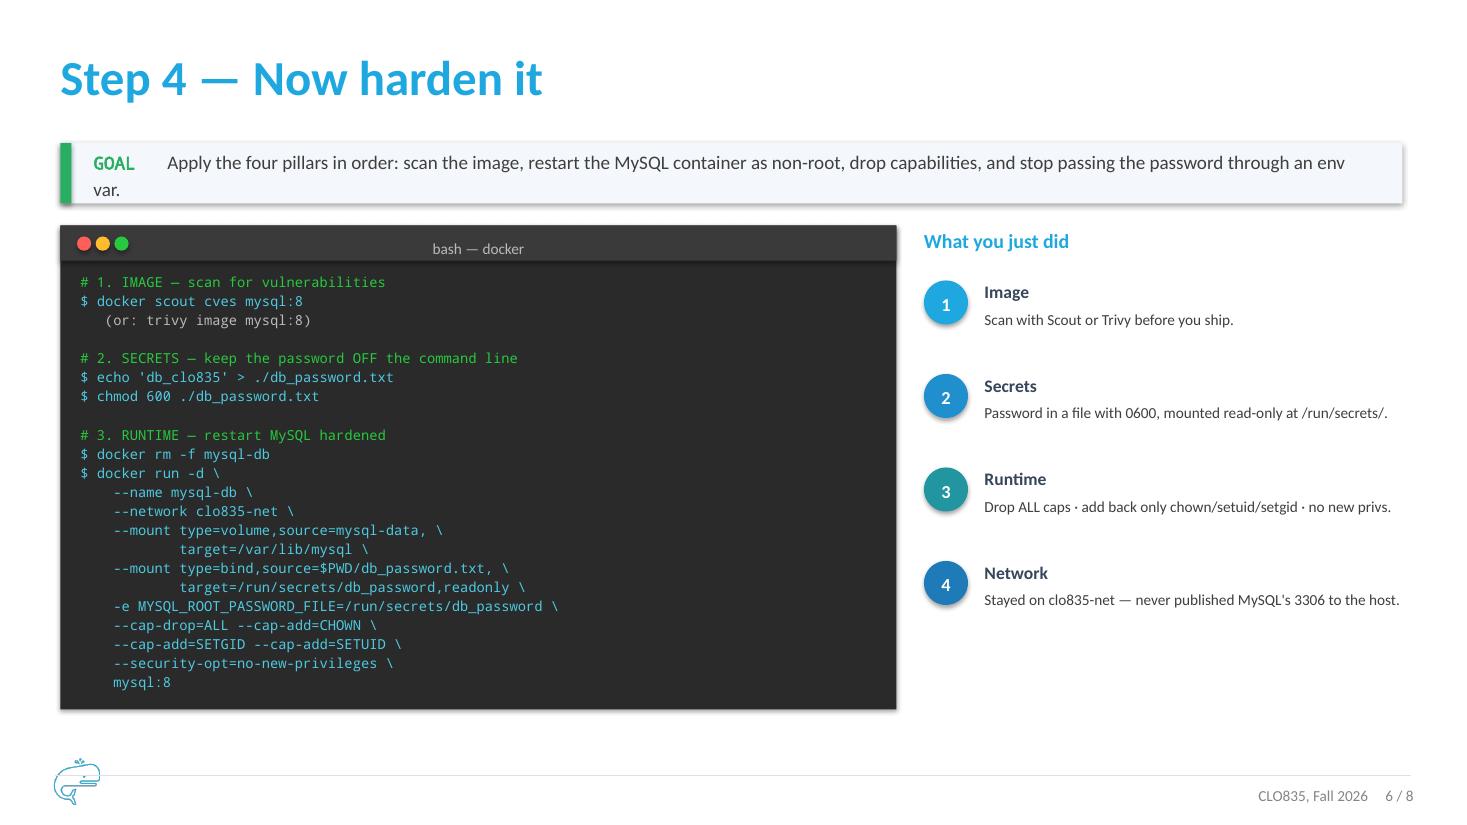 Step 4 — Now harden it
GOAL Apply the four pillars in order: scan the image, restart the MySQL container as non-root, drop capabilities, and stop passing the password through an env
var.
bash — docker
# 1. IMAGE — scan for vulnerabilities
$ docker scout cves mysql:8
   (or: trivy image mysql:8)
# 2. SECRETS — keep the password OFF the command line
$ echo 'db_clo835' > ./db_password.txt
$ chmod 600 ./db_password.txt
# 3. RUNTIME — restart MySQL hardened
$ docker rm -f mysql-db
$ docker run -d \
    --name mysql-db \
    --network clo835-net \
    --mount type=volume,source=mysql-data, \
            target=/var/lib/mysql \
    --mount type=bind,source=$PWD/db_password.txt, \
            target=/run/secrets/db_password,readonly \
    -e MYSQL_ROOT_PASSWORD_FILE=/run/secrets/db_password \
    --cap-drop=ALL --cap-add=CHOWN \
    --cap-add=SETGID --cap-add=SETUID \
    --security-opt=no-new-privileges \
    mysql:8
What you just did
1
Image
Scan with Scout or Trivy before you ship.
2
Secrets
Password in a file with 0600, mounted read-only at /run/secrets/.
3
Runtime
Drop ALL caps · add back only chown/setuid/setgid · no new privs.
4
Network
Stayed on clo835-net — never published MySQL's 3306 to the host.
CLO835, Fall 2026 6 / 8